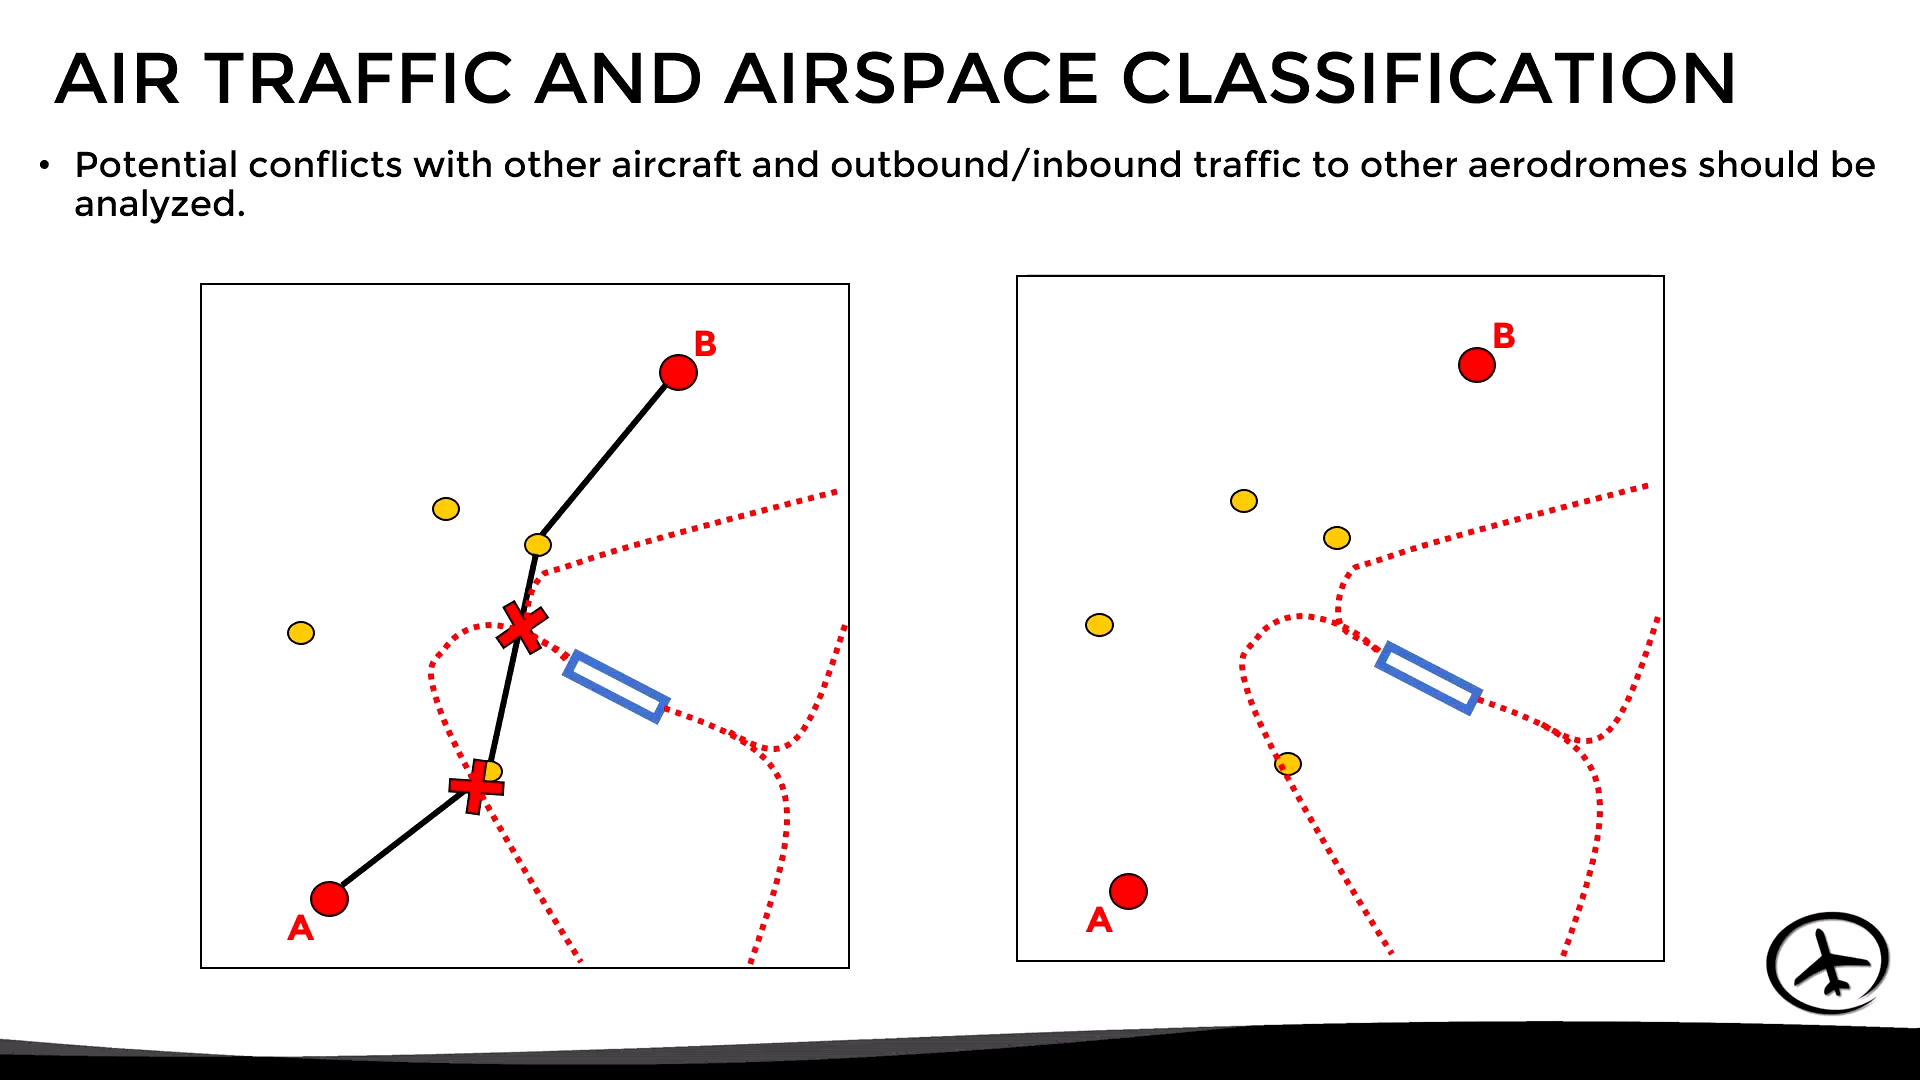 AIR TRAFFIC AND AIRSPACE CLASSIFICATION
• Potential conflicts with other aircraft and outbound/inbound traffic to other aerodromes should be
analyzed.
B
A
B
A